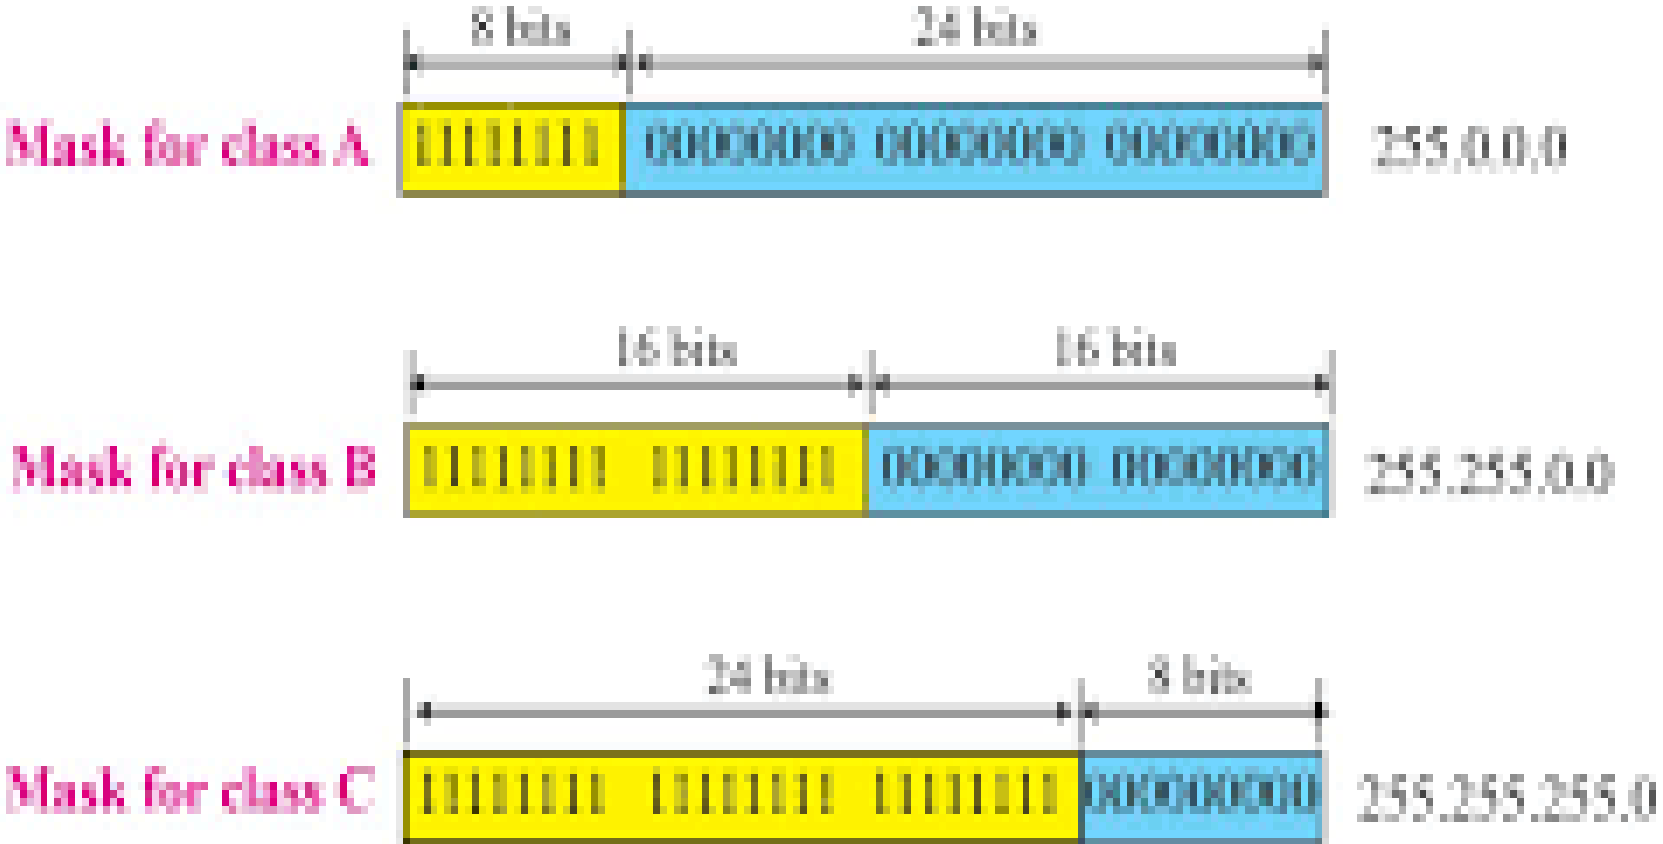 8 bits 24 bits
Mask for class A 11111111 00000000 00000000 00000000 255.0.0.0
16 bits 16 bits
Mask for class B 11111111 11111111 00000000 00000000 255.255.0.0
24 bits 8 bits
Mask for class C 11111111 11111111 11111111 000000000 255.255.255.0